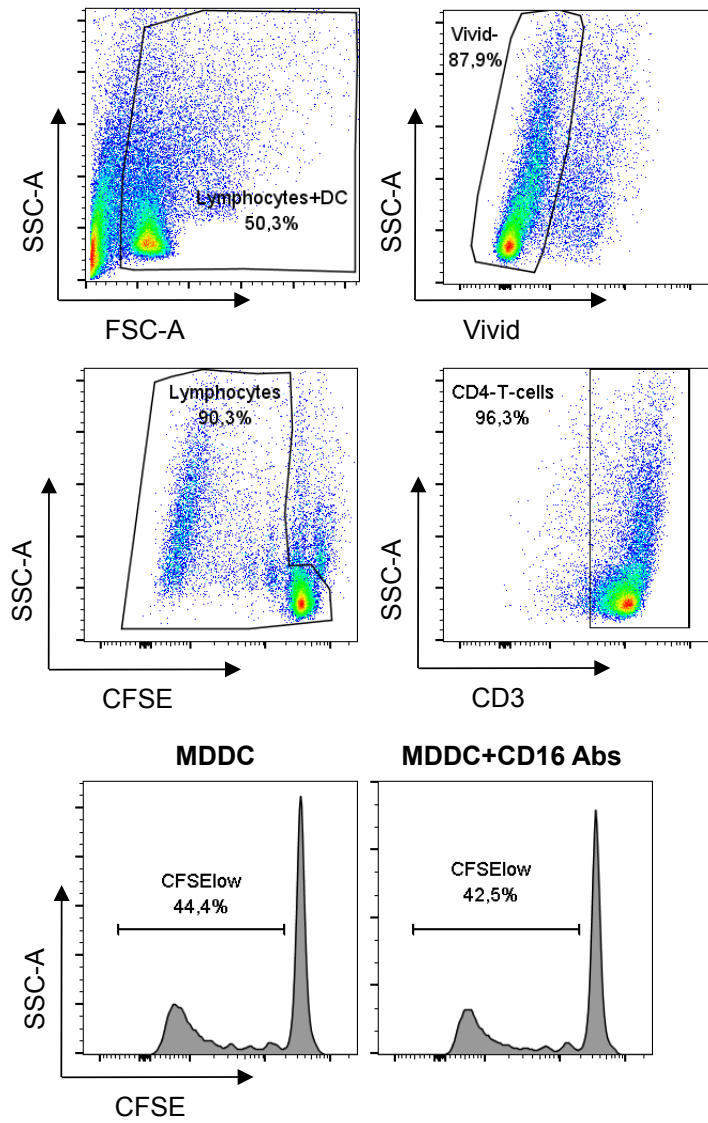 SSC-A
Lymphocytes+DC
50,3%
FSC-A
SSC-A
Vivid-
87,9%
Vivid
SSC-A
Lymphocytes
90,3%
CFSE
SSC-A
CD4-T-cells
96,3%
CD3
MDDC
MDDC+CD16 Abs
SSC-A
CFSElow
44,4%
CFSElow
42,5%
CFSE